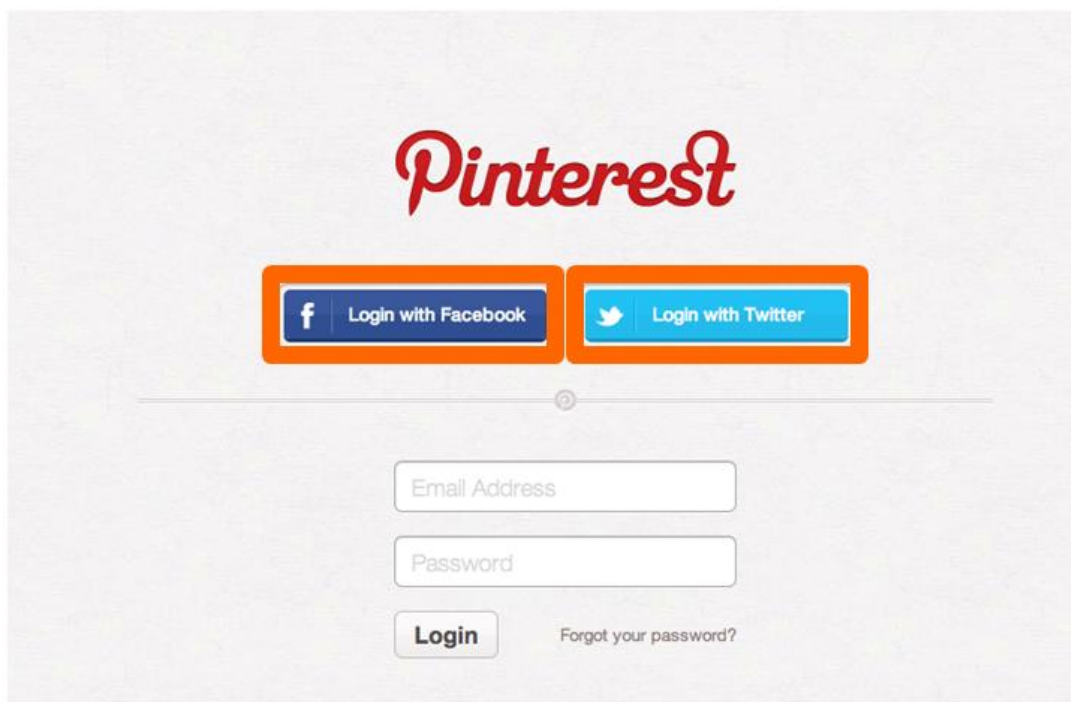 Pinterest
Login with Facebook
Login with Twitter
Email Address
Password
Login
Forgot your password?